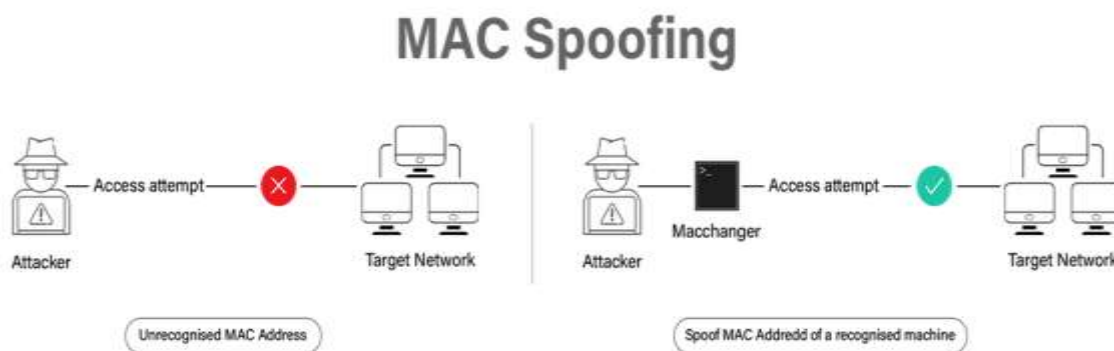 MAC Spoofing
Access attempt
Attacker
Target Network
Unrecognised MAC Address
>_
Access attempt
Macchanger
Attacker
Target Network
Spoof MAC Addredd of a recognised machine